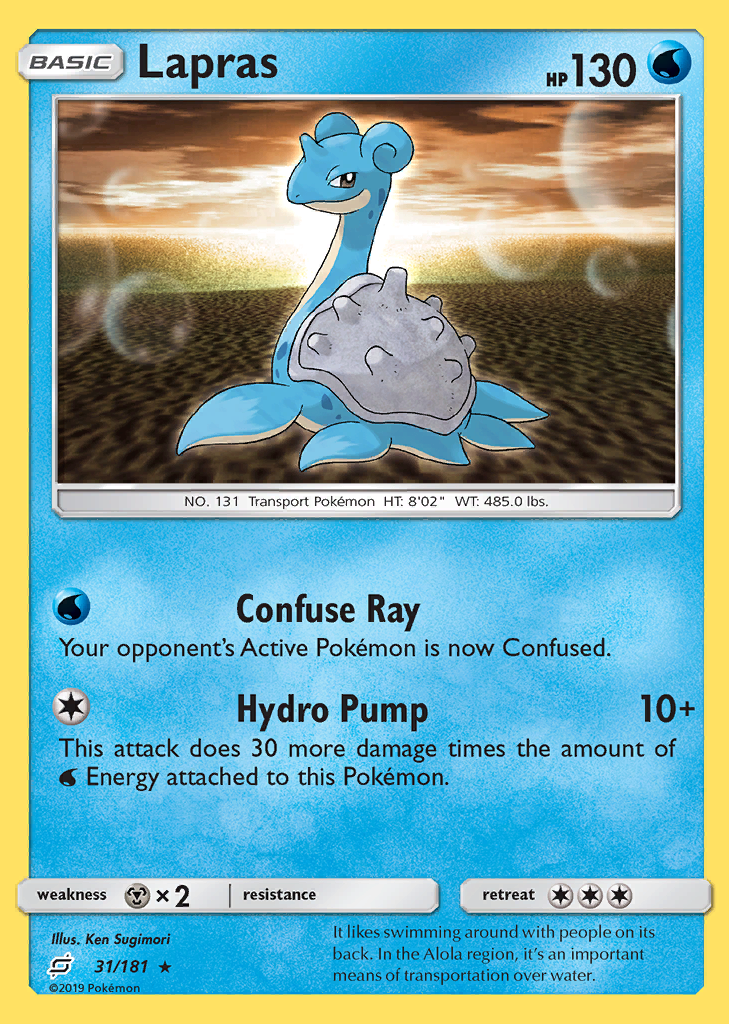 BASIC Lapras HP 130
NO. 131 Transport Pokémon HT: 8'02" WT: 485.0 lbs.
Confuse Ray
Your opponent's Active Pokémon is now Confused.
Hydro Pump 10+
This attack does 30 more damage times the amount of
Energy attached to this Pokémon.
weakness ×2 resistance retreat
Illus. Ken Sugimori
31/181 ★
©2019 Pokémon
It likes swimming around with people on its
back. In the Alola region, it's an important
means of transportation over water.